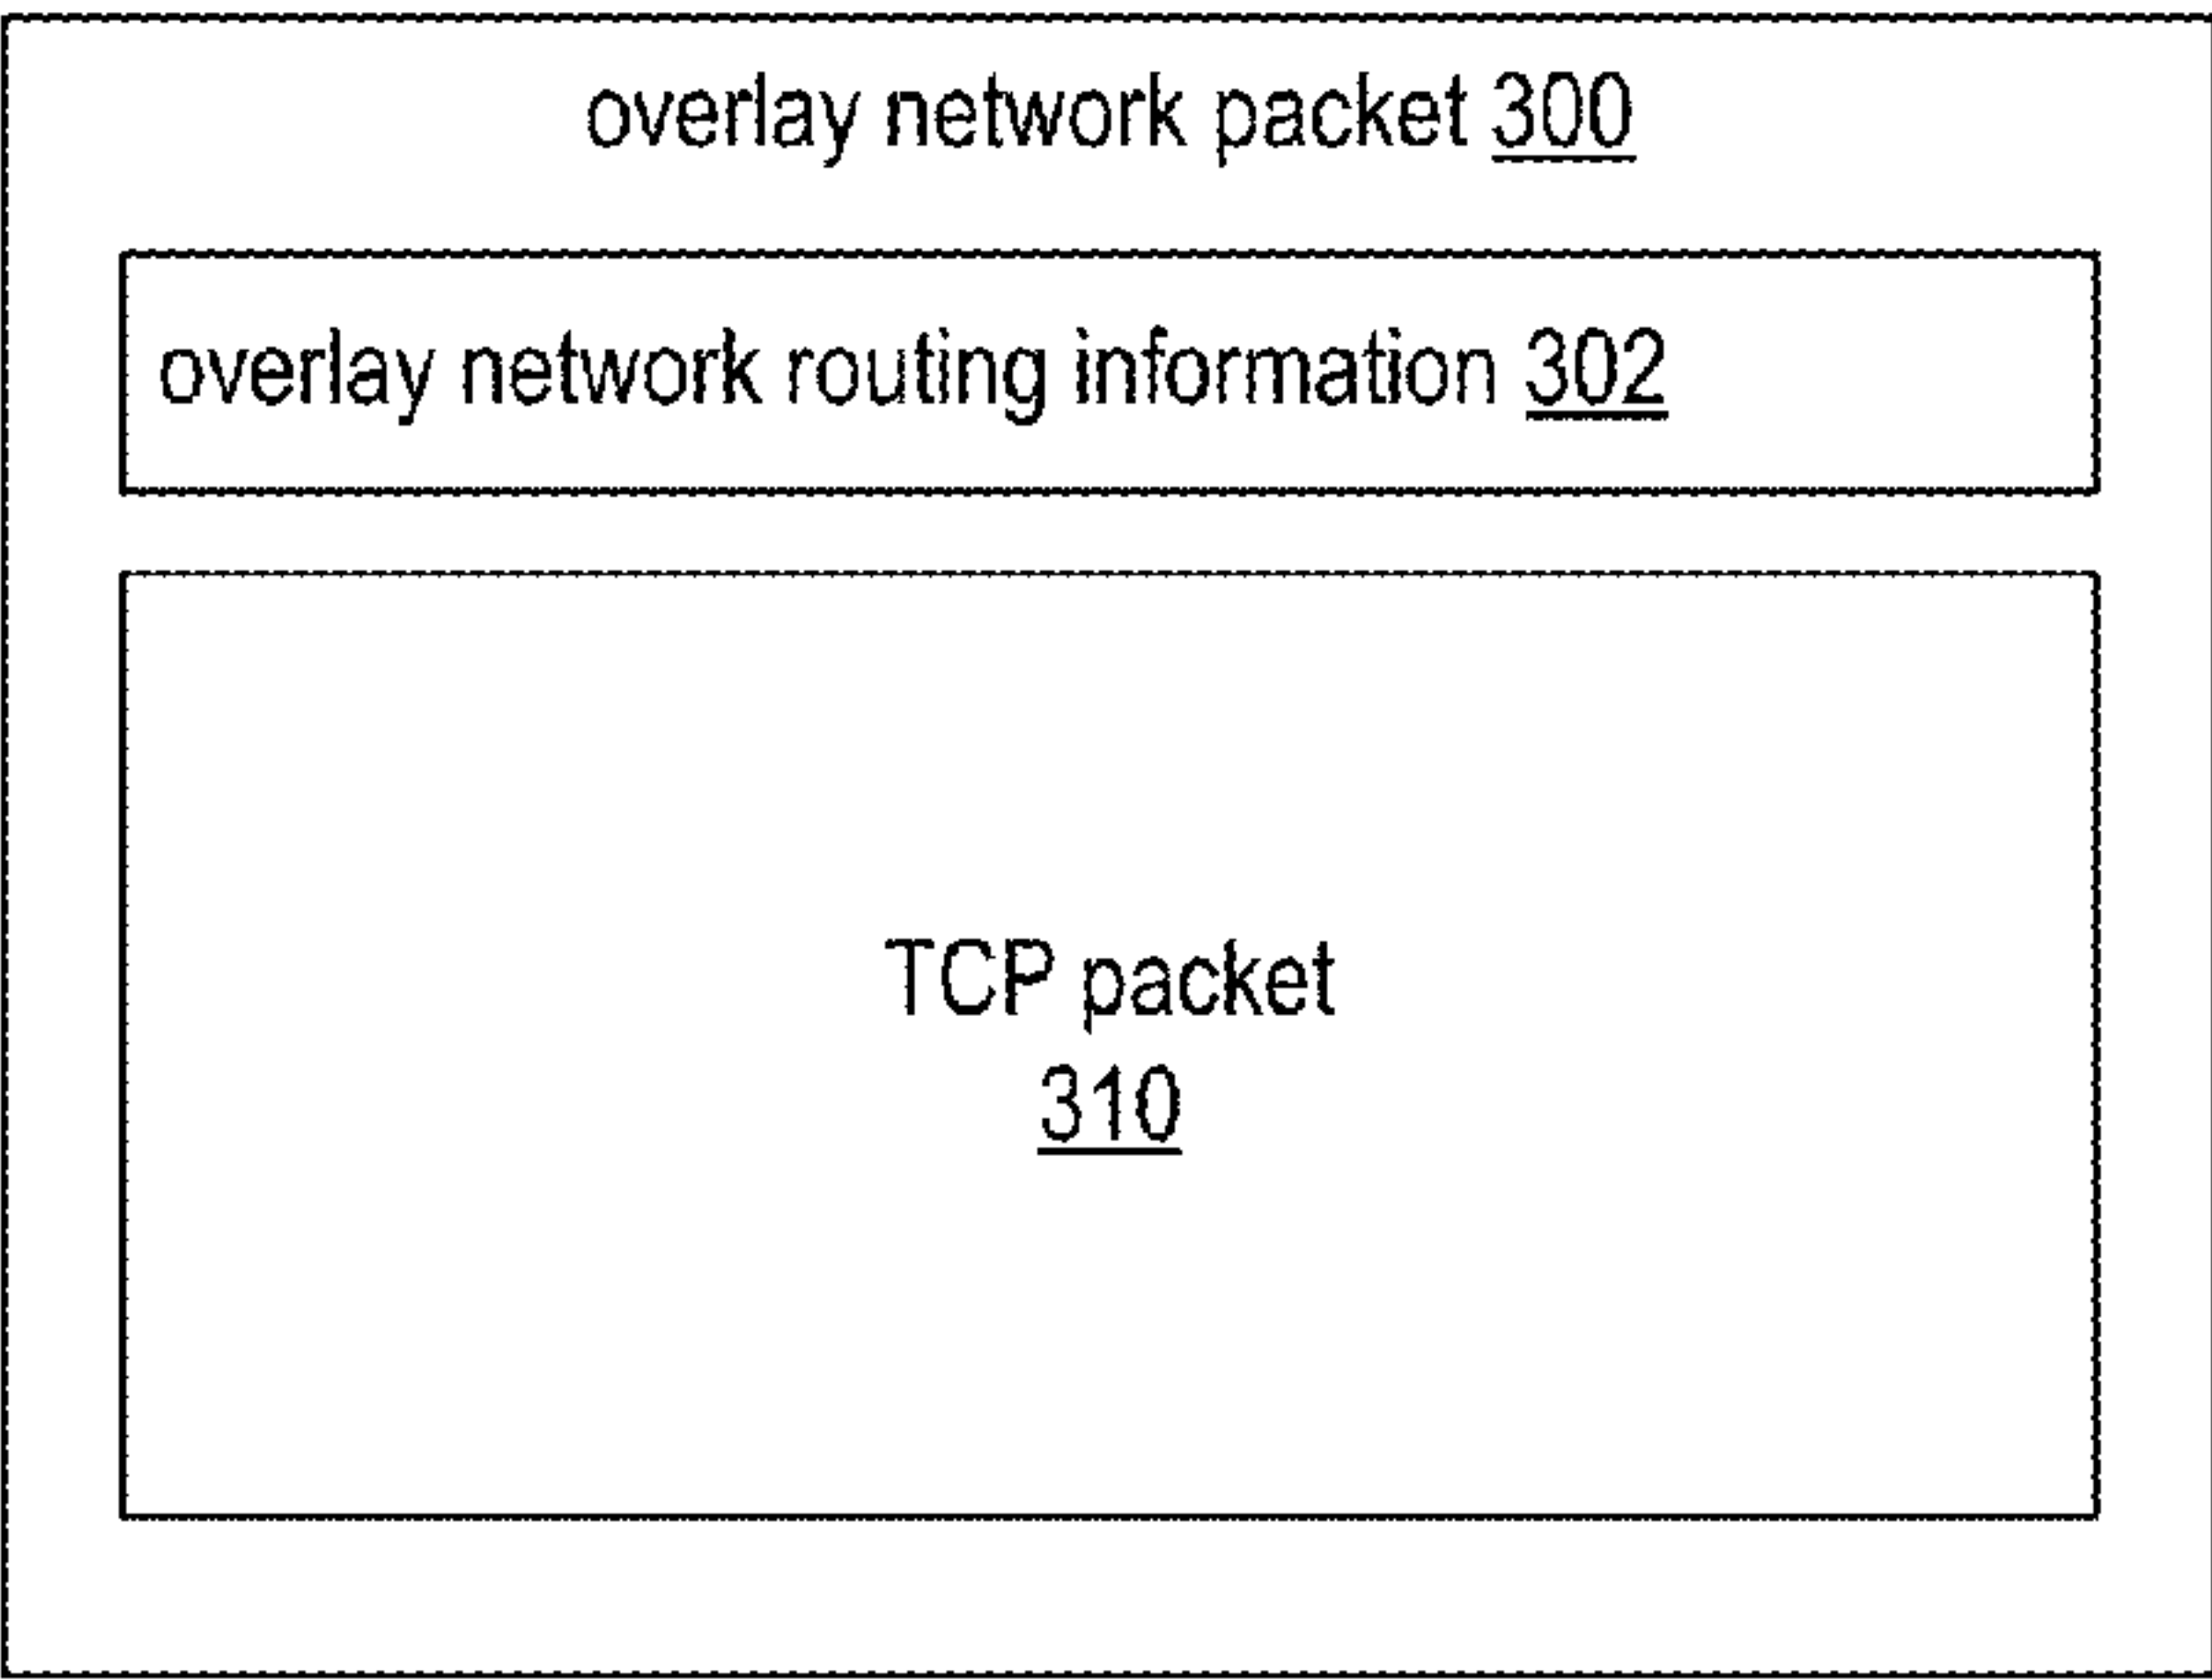 overlay network packet 300
overlay network routing information 302
TCP packet
310